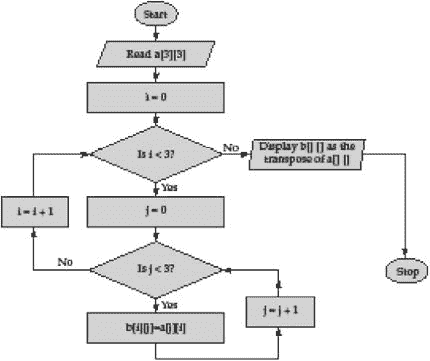 Start
Read a[3][3]
i = 0
Is i < 3?
No
Display b[] [] as the
transpose of a[] []
Yes
i = i + 1
j = 0
No
Is j < 3?
Stop
Yes
j = j + 1
b[i][j]=a[j][i]